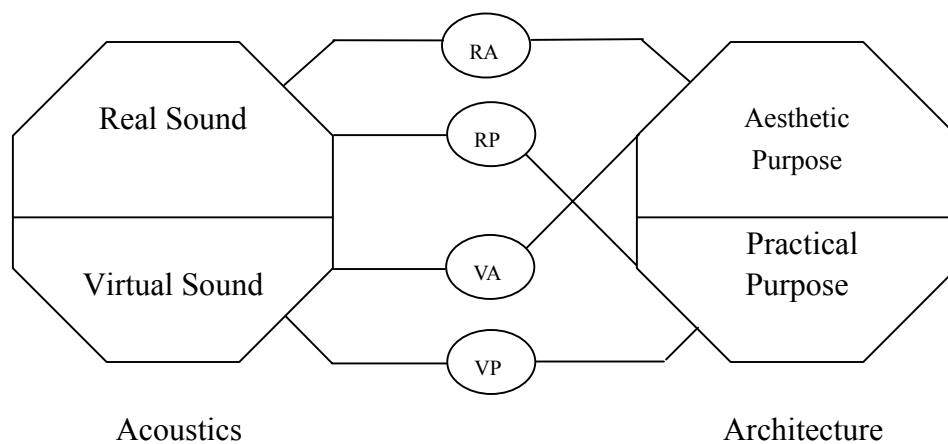 RA
Real Sound
RP
Aesthetic
Purpose
Virtual Sound
VA
Practical
Purpose
VP
Acoustics
Architecture